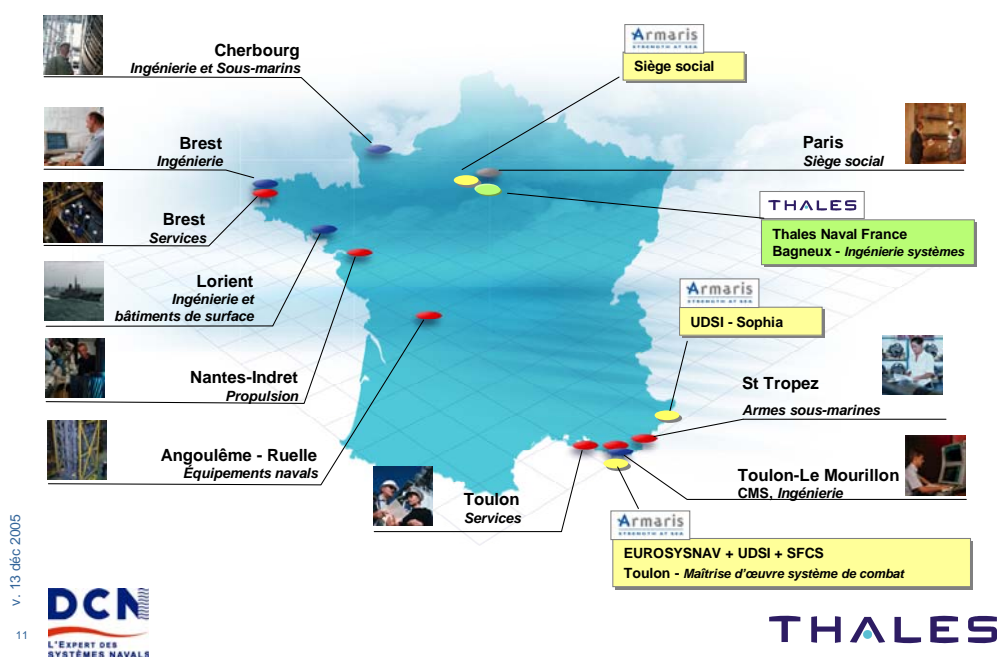 Cherbourg
Ingénierie et Sous-marins
Armaris
STRENGTH AT SEA
Siège social
Brest
Ingénierie
Paris
Siège social
Brest
Services
THALES
Thales Naval France
Bagneux - Ingénierie systèmes
Lorient
Ingénierie et
bâtiments de surface
Armaris
STRENGTH AT SEA
UDSI - Sophia
Nantes-Indret
Propulsion
St Tropez
Armes sous-marines
Angoulême - Ruelle
Équipements navals
Toulon
Services
Toulon-Le Mourillon
CMS, Ingénierie
Armaris
STRENGTH AT SEA
EUROSYSNAV + UDSI + SFCS
Toulon - Maîtrise d'œuvre système de combat
v. 13 déc 2005
11
DCN
L'EXPERT DES
SYSTÈMES NAVALS
THALES